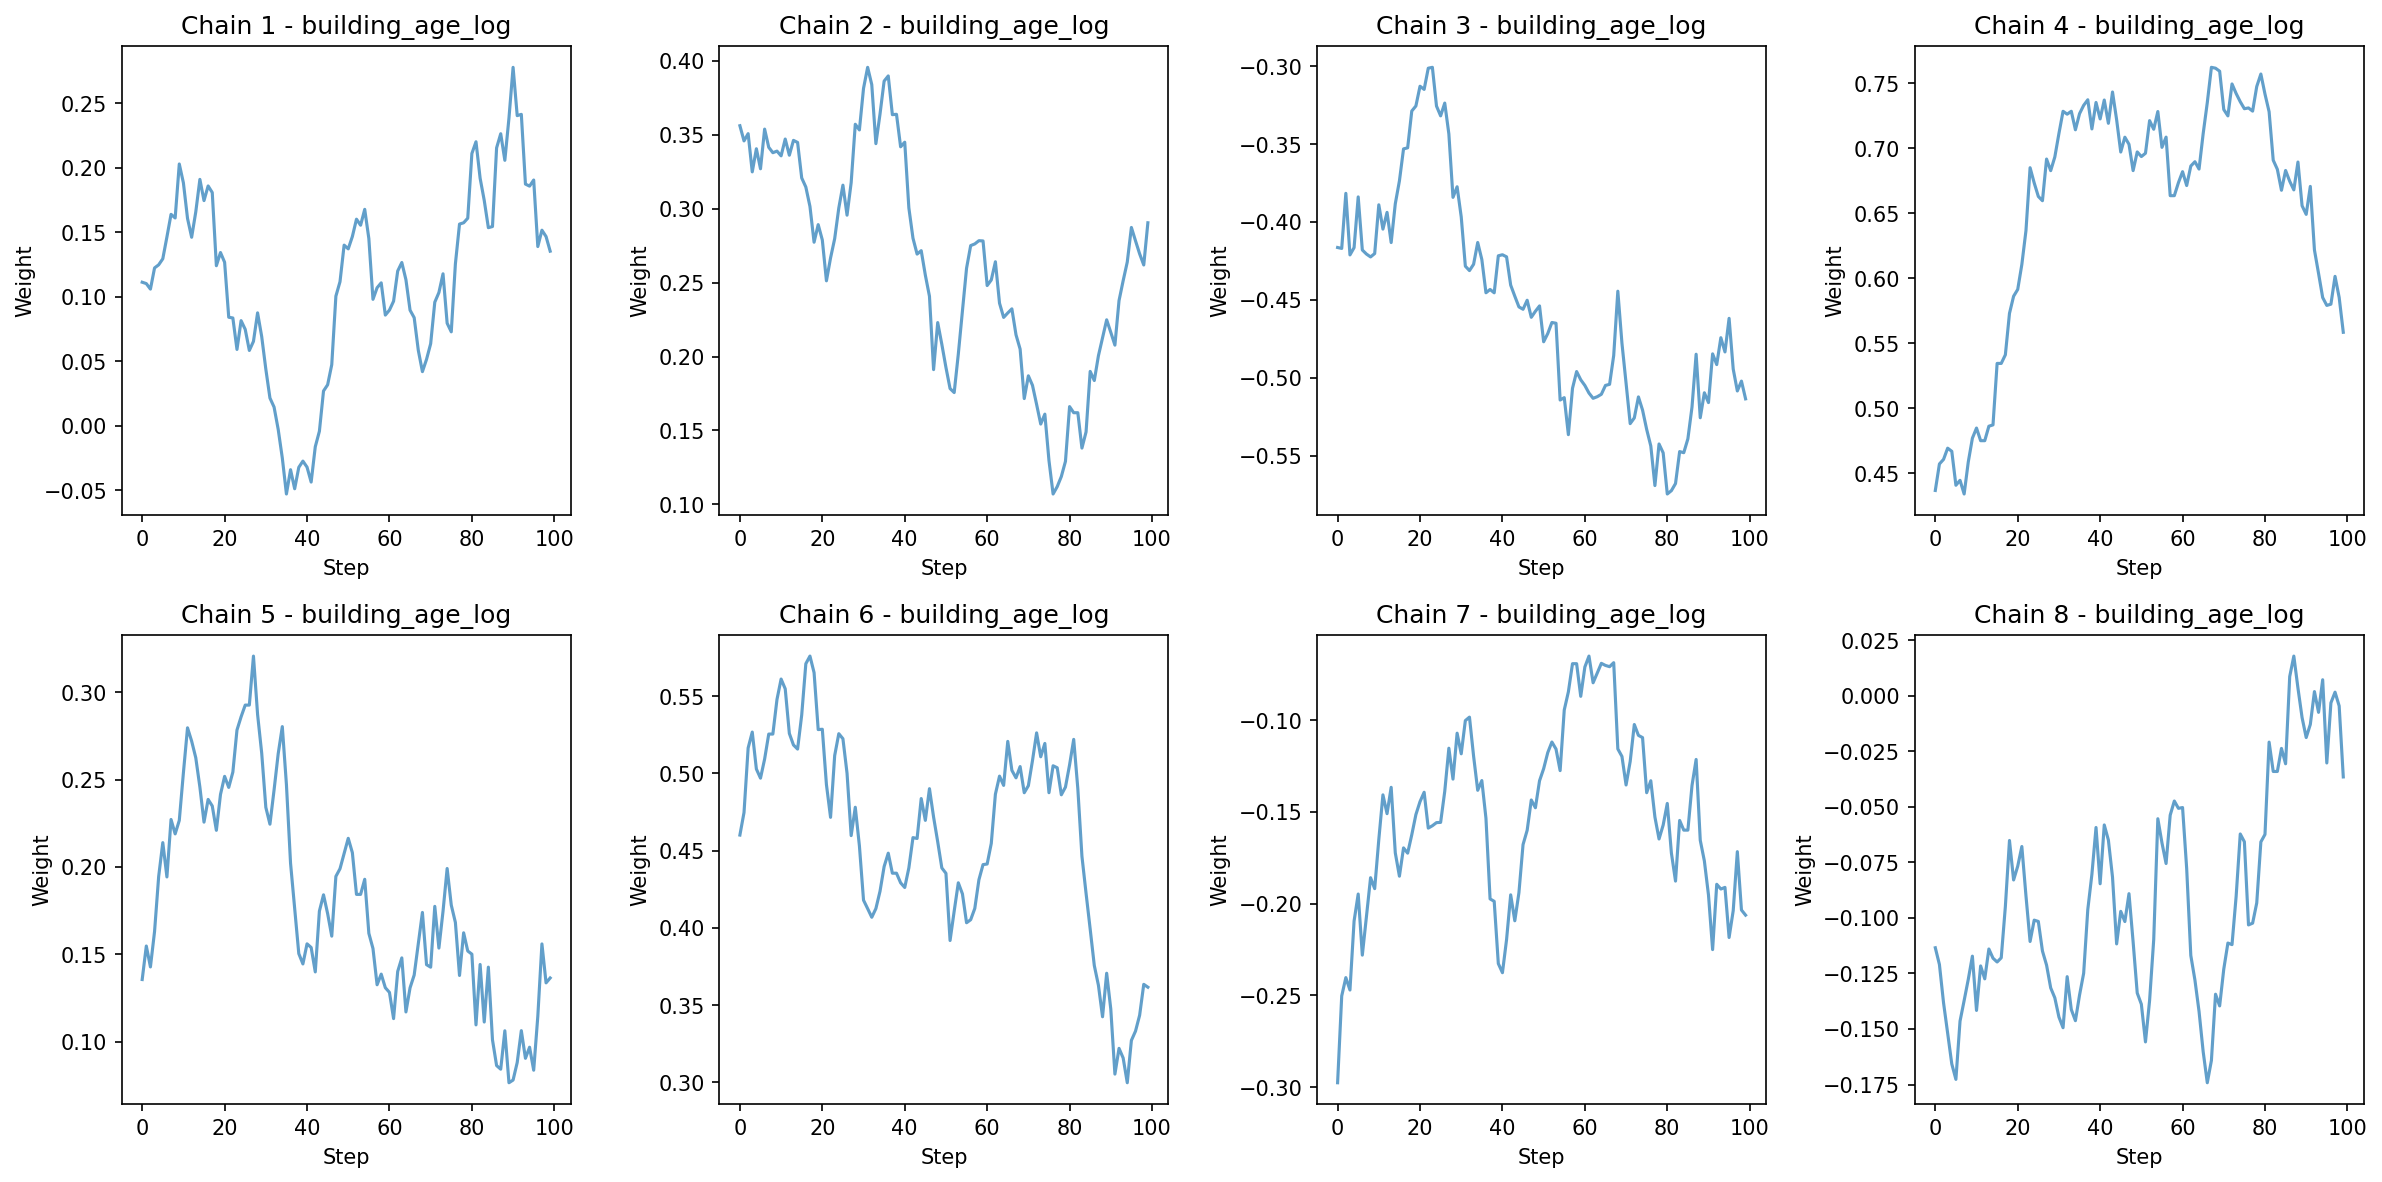 Chain 1 - building_age_log
Weight
0.25
0.20
0.15
0.10
0.05
0.00
−0.05
0 20 40 60 80 100
Step
Chain 2 - building_age_log
Weight
0.40
0.35
0.30
0.25
0.20
0.15
0.10
0 20 40 60 80 100
Step
Chain 3 - building_age_log
Weight
−0.30
−0.35
−0.40
−0.45
−0.50
−0.55
0 20 40 60 80 100
Step
Chain 4 - building_age_log
Weight
0.75
0.70
0.65
0.60
0.55
0.50
0.45
0 20 40 60 80 100
Step
Chain 5 - building_age_log
Weight
0.30
0.25
0.20
0.15
0.10
0 20 40 60 80 100
Step
Chain 6 - building_age_log
Weight
0.55
0.50
0.45
0.40
0.35
0.30
0 20 40 60 80 100
Step
Chain 7 - building_age_log
Weight
−0.10
−0.15
−0.20
−0.25
−0.30
0 20 40 60 80 100
Step
Chain 8 - building_age_log
Weight
0.025
0.000
−0.025
−0.050
−0.075
−0.100
−0.125
−0.150
−0.175
0 20 40 60 80 100
Step